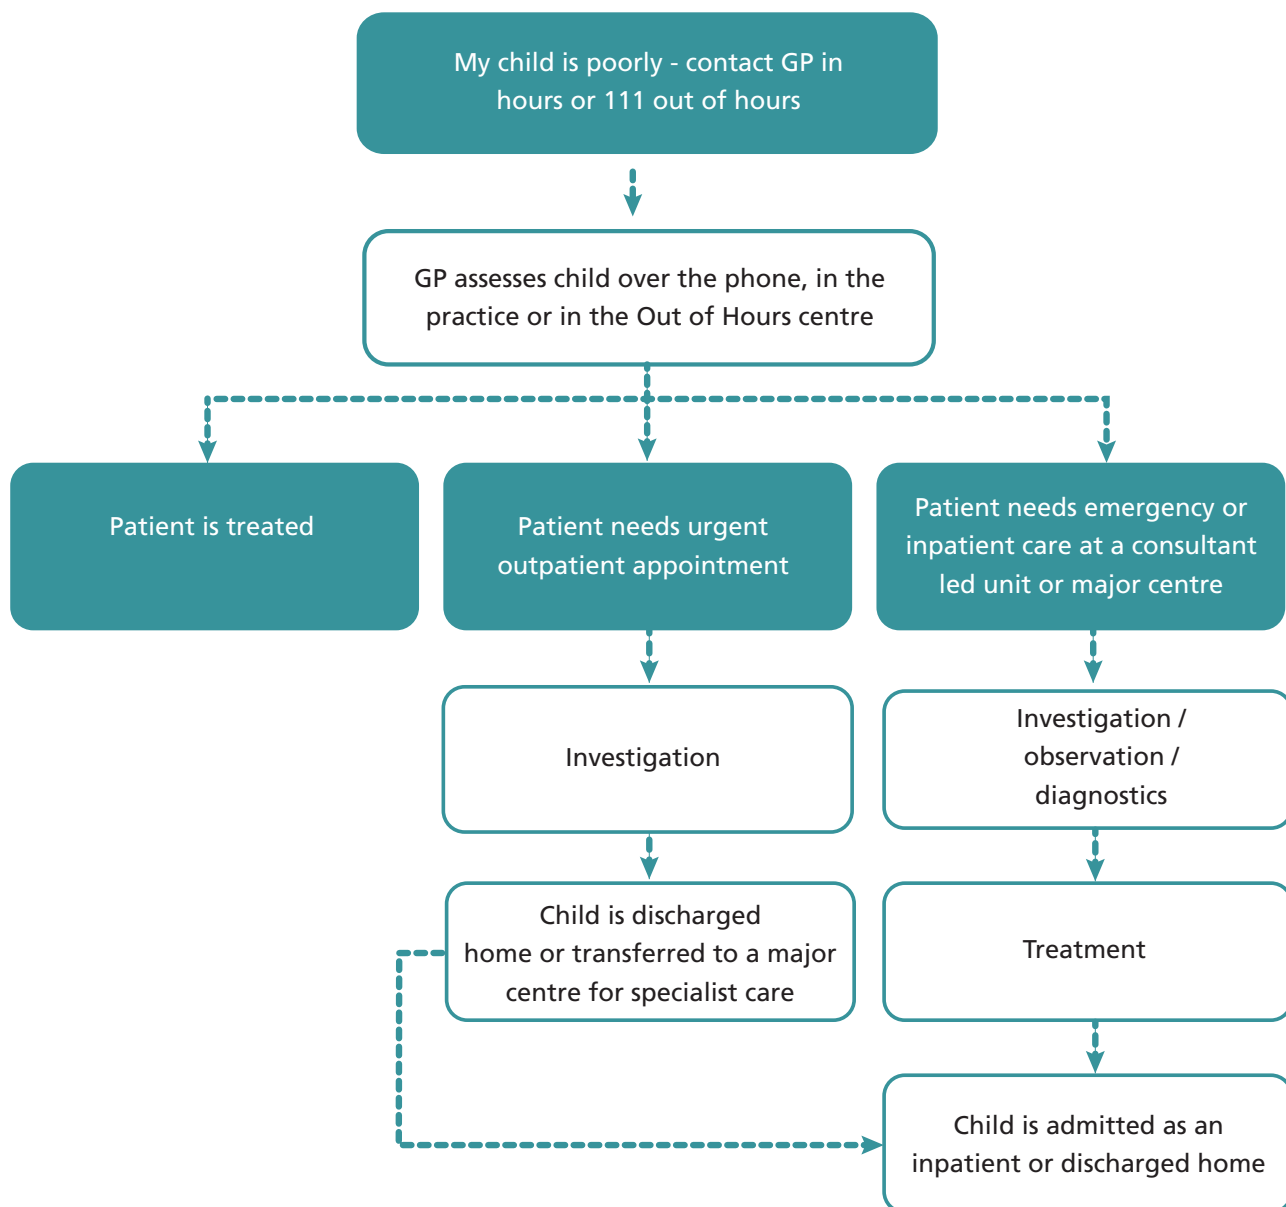 My child is poorly - contact GP in
hours or 111 out of hours
GP assesses child over the phone, in the
practice or in the Out of Hours centre
Patient is treated
Patient needs urgent
outpatient appointment
Patient needs emergency or
inpatient care at a consultant
led unit or major centre
Investigation
Investigation /
observation /
diagnostics
Child is discharged
home or transferred to a major
centre for specialist care
Treatment
Child is admitted as an
inpatient or discharged home